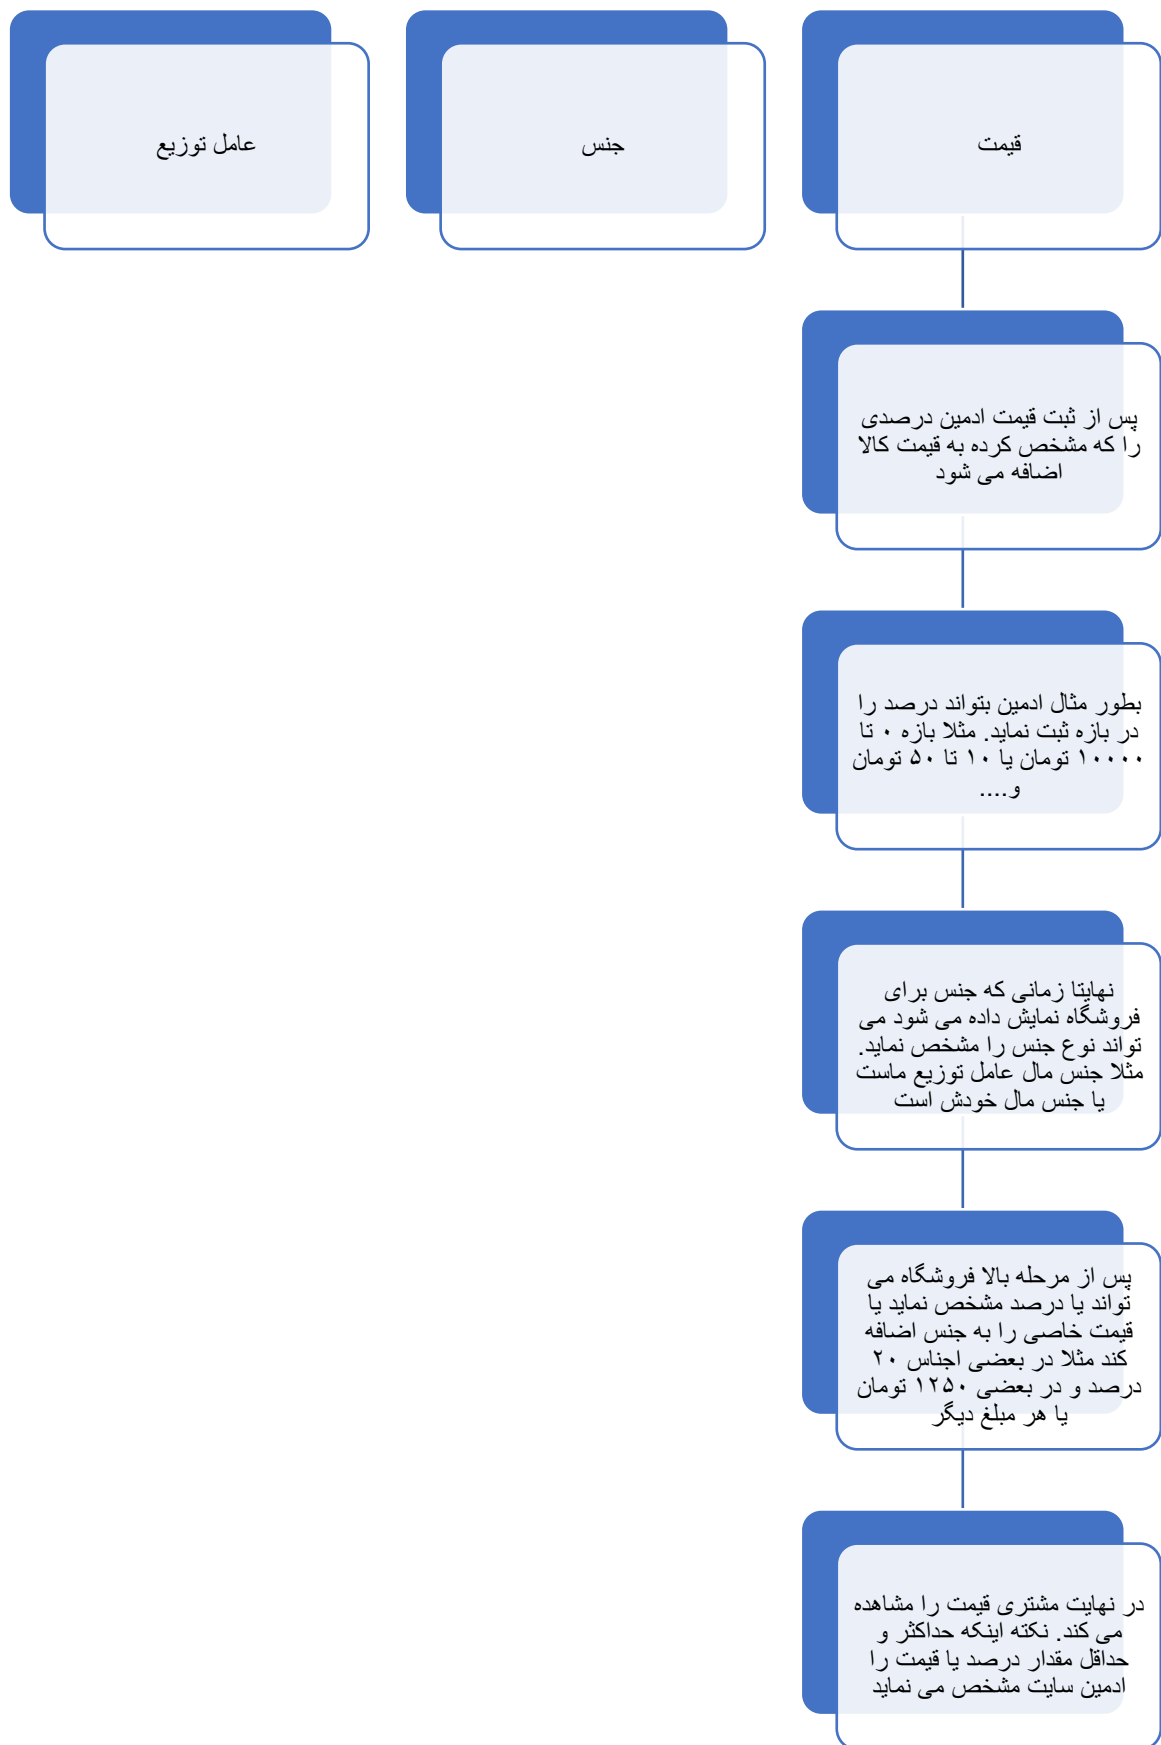 قیمت
جنس
عامل توزیع
پس از ثبت قیمت ادمین درصدی
را که مشخص کرده به قیمت کالا
اضافه می شود
بطور مثال ادمین بتواند درصد را
در بازه ثبت نماید. مثلا بازه ۰ تا
۱۰۰۰۰ تومان یا ۱۰ تا ۵۰ تومان
و....
نهایتا زمانی که جنس برای
فروشگاه نمایش داده می شود می
تواند نوع جنس را مشخص نماید.
مثلا جنس مال عامل توزیع ماست
یا جنس مال خودش است
پس از مرحله بالا فروشگاه می
تواند یا درصد مشخص نماید یا
قیمت خاصی را به جنس اضافه
کند مثلا در بعضی اجناس ۲۰
درصد و در بعضی ۱۲۵۰ تومان
یا هر مبلغ دیگر
در نهایت مشتری قیمت را مشاهده
می کند. نکته اینکه حداکثر و
حداقل مقدار درصد یا قیمت را
ادمین سایت مشخص می نماید